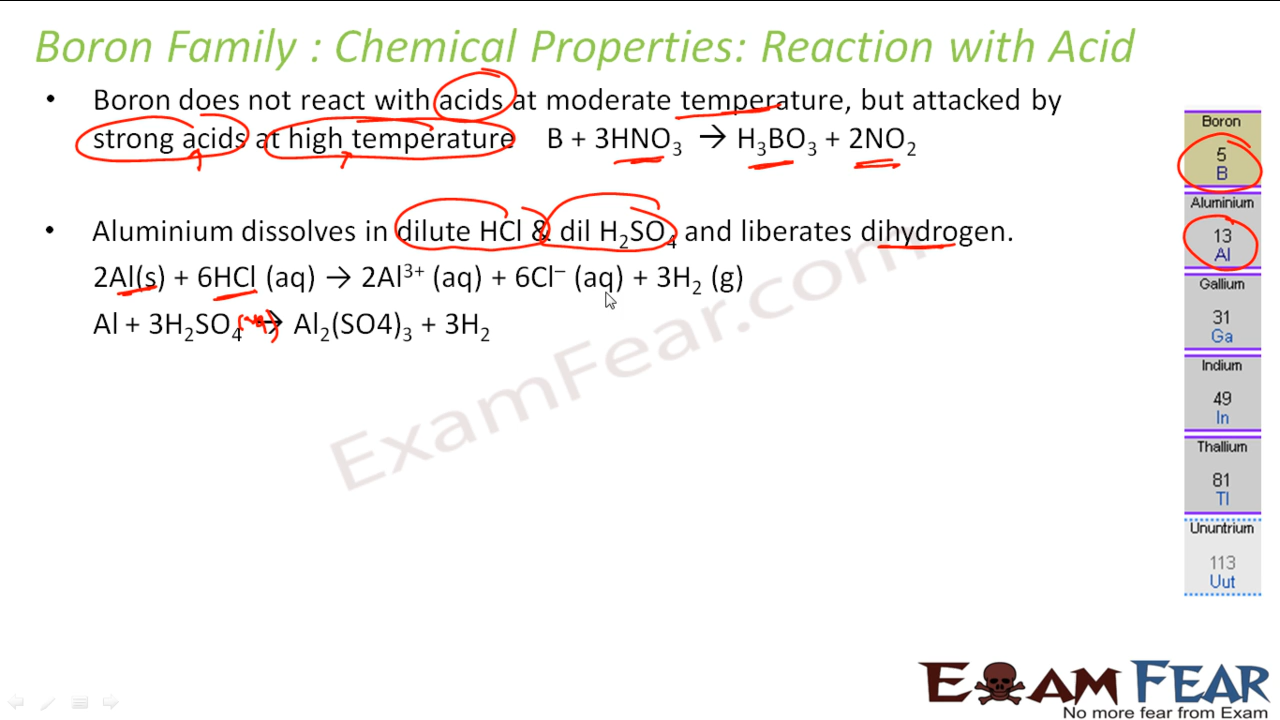 Boron Family : Chemical Properties: Reaction with Acid
• Boron does not react with acids at moderate temperature, but attacked by
strong acids at high temperature B + 3HNO₃ → H₃BO₃ + 2NO₂
• Aluminium dissolves in dilute HCl & dil H₂SO₄ and liberates dihydrogen.
2Al(s) + 6HCl (aq) → 2Al³⁺ (aq) + 6Cl⁻ (aq) + 3H₂ (g)
Al + 3H₂SO₄ (aq) → Al₂(SO4)₃ + 3H₂
Boron
5
B
Aluminium
13
Al
Gallium
31
Ga
Indium
49
In
Thallium
81
Tl
Ununtrium
113
Uut
ExamFear.com
EXAM FEAR
No more fear from Exam